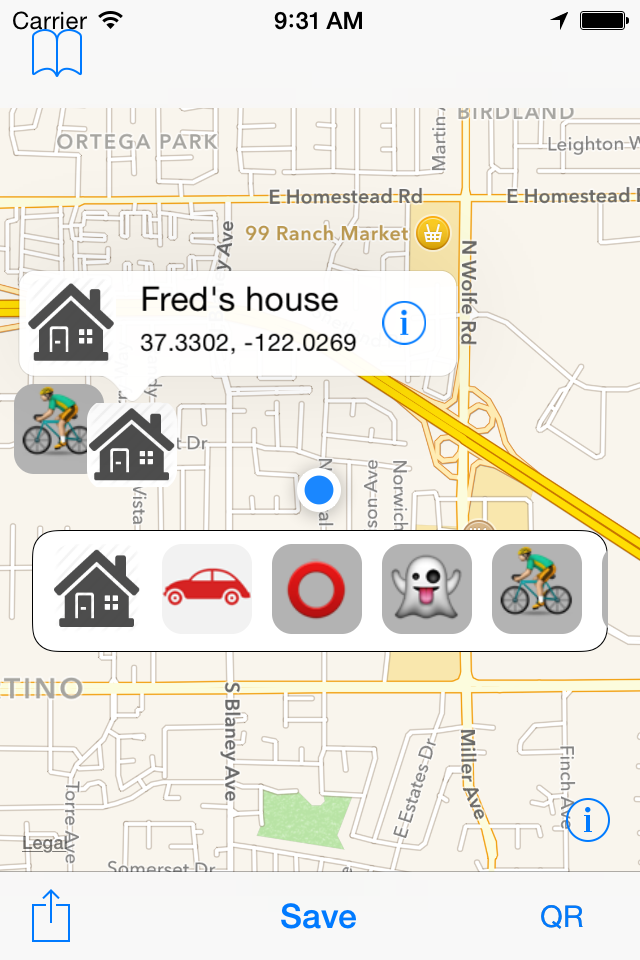 Carrier 9:31 AM
BIRDLAND
ORTEGA PARK
Leighton W
Martin
E Homestead Rd
E Homestead
99 Ranch Market
y Ave
N Wolfe Rd
Fred's house
37.3302, -122.0269
t Dr
Vista
son Ave
Norwich
TINO
S Blaney Ave
Miller Ave
E Estates Dr
Finch Ave
Torre Ave
Legal
Somerset Dr
Save
QR